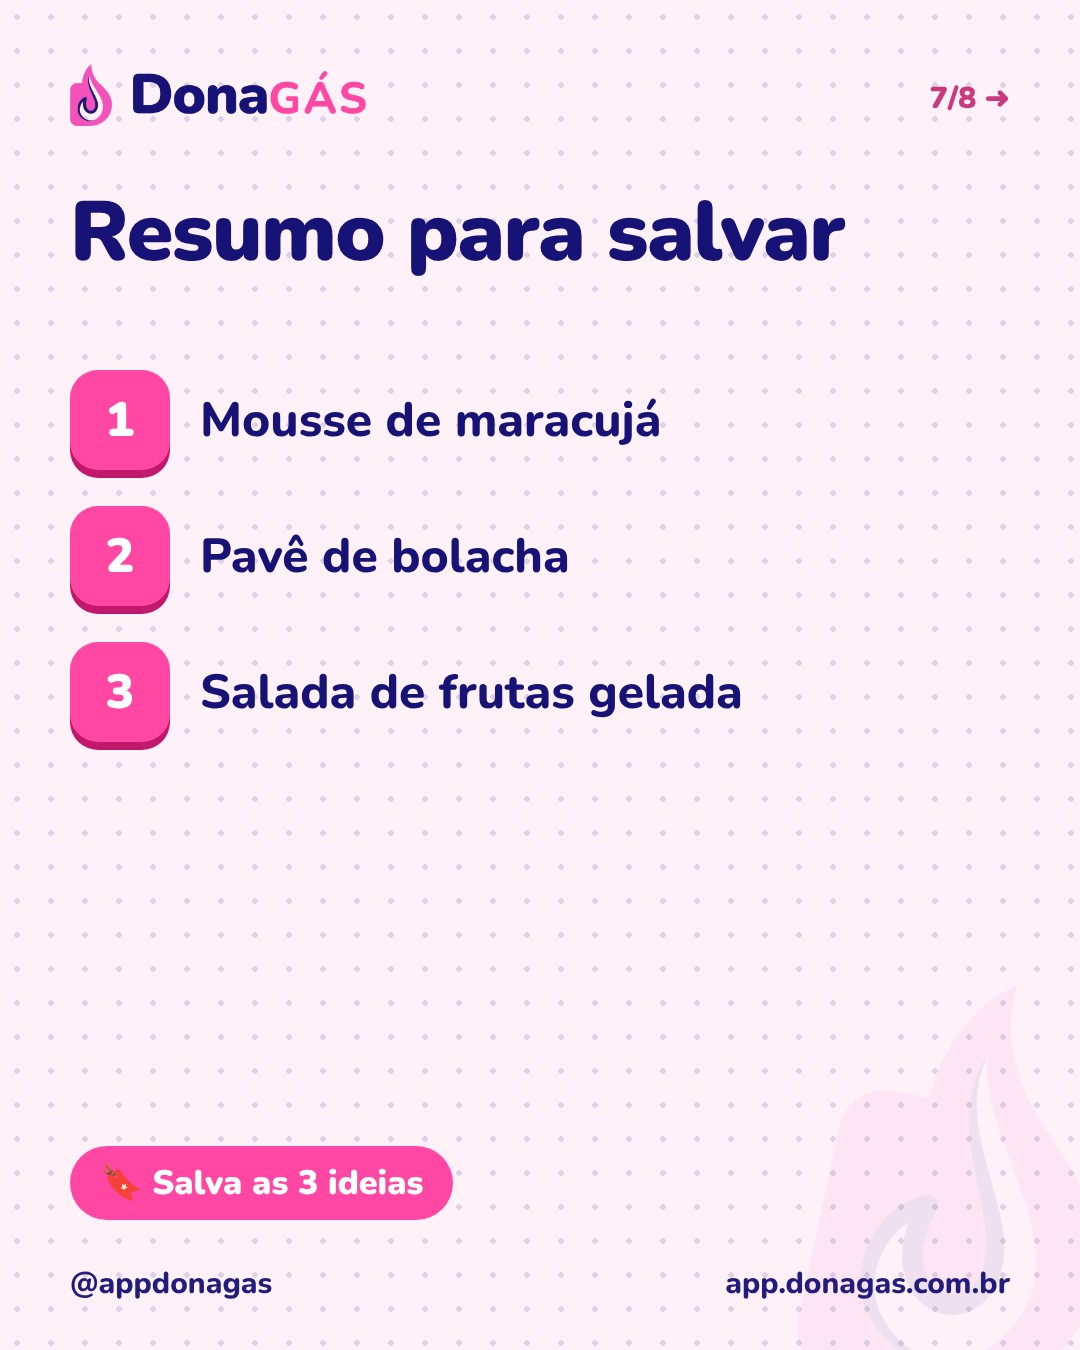 DonaGÁS
7/8 →
Resumo para salvar
1 Mousse de maracujá
2 Pavê de bolacha
3 Salada de frutas gelada
🔖 Salva as 3 ideias
@appdonagas
app.donagas.com.br